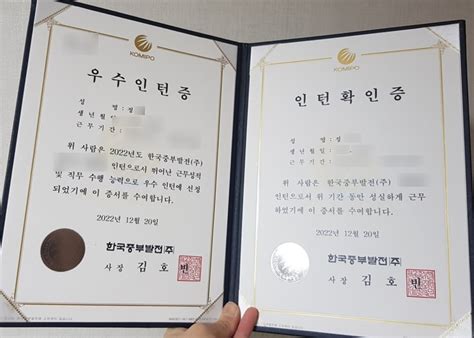 KOMIPO
우수인턴증
성 명 : 정
생년월
근무기간 :
위 사람은 2022년도 한국중부발전(주)
인턴으로서 뛰어난 근무성적
및 직무 수행 능력으로 우수 인턴에 선정
되었기에 이 증서를 수여합니다.
2022년 12월 20일
한국중부발전(주)
사장 김호빈
KOMIPO
인턴확인증
성 명 : 정
생년월일 :
근무기간 :
위 사람은 한국중부발전(주)
인턴으로서 위 기간 동안 성실하게 근무
하였기에 이 증서를 수여합니다.
2022년 12월 20일
한국중부발전(주)
사장 김호빈